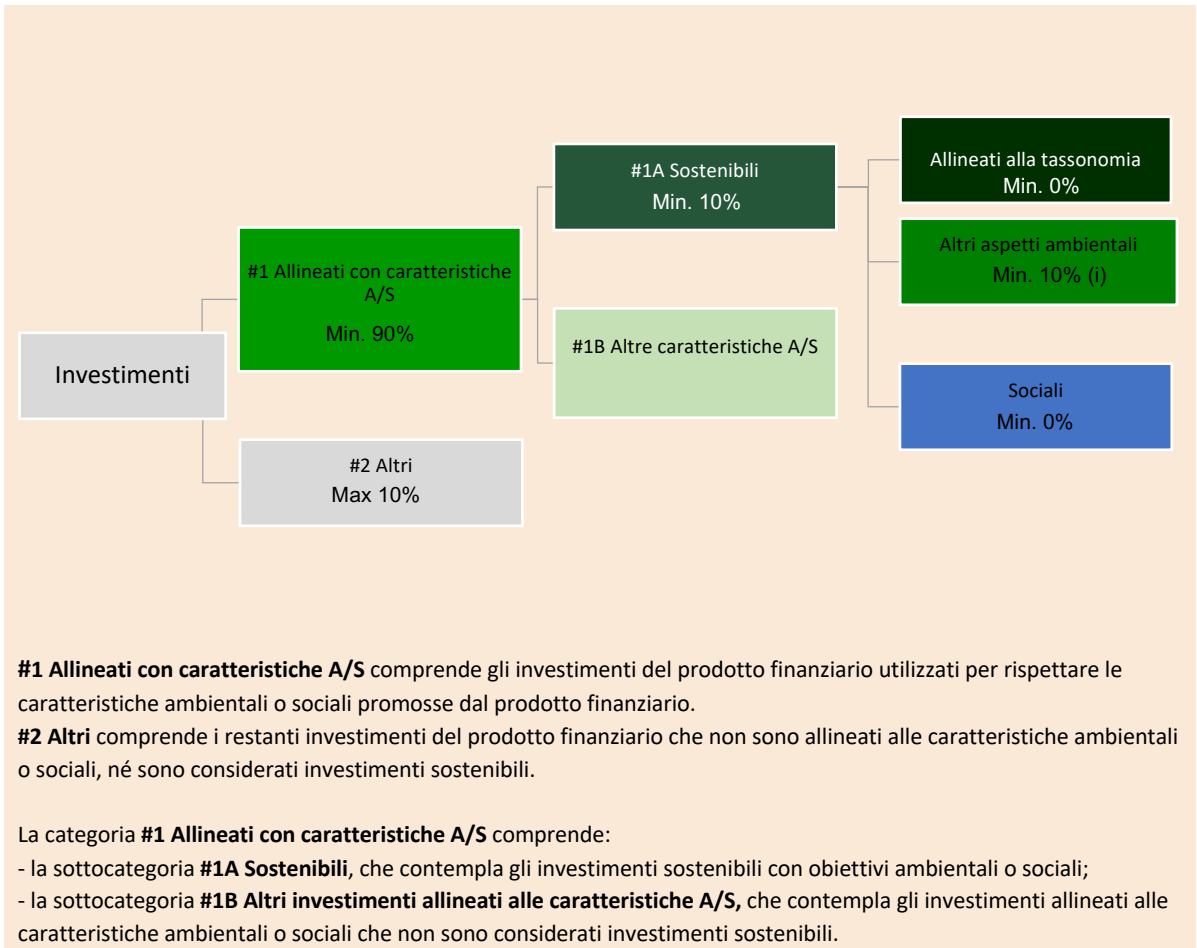 Investimenti
#1 Allineati con caratteristiche
A/S
Min. 90%
#2 Altri
Max 10%
#1A Sostenibili
Min. 10%
#1B Altre caratteristiche A/S
Allineati alla tassonomia
Min. 0%
Altri aspetti ambientali
Min. 10% (i)
Sociali
Min. 0%
#1 Allineati con caratteristiche A/S comprende gli investimenti del prodotto finanziario utilizzati per rispettare le
caratteristiche ambientali o sociali promosse dal prodotto finanziario.
#2 Altri comprende i restanti investimenti del prodotto finanziario che non sono allineati alle caratteristiche ambientali
o sociali, né sono considerati investimenti sostenibili.
La categoria #1 Allineati con caratteristiche A/S comprende:
- la sottocategoria #1A Sostenibili, che contempla gli investimenti sostenibili con obiettivi ambientali o sociali;
- la sottocategoria #1B Altri investimenti allineati alle caratteristiche A/S, che contempla gli investimenti allineati alle
caratteristiche ambientali o sociali che non sono considerati investimenti sostenibili.